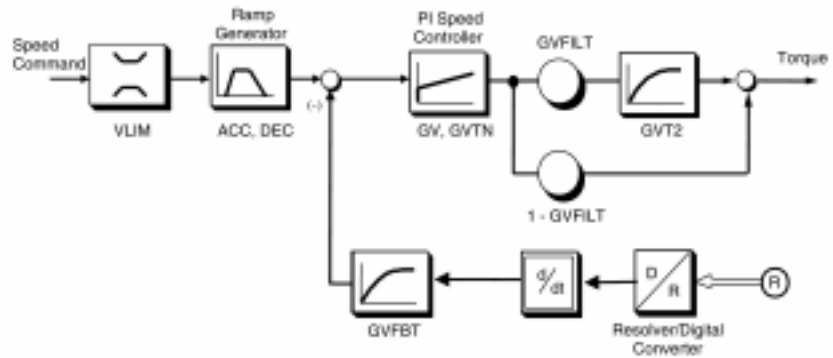 Speed
Command
VLIM
Ramp
Generator
ACC, DEC
(-)
PI Speed
Controller
GV, GVTN
GVFILT
GVT2
Torque
1 - GVFILT
GVFBT
d/dt
D/R
Resolver/Digital
Converter
R